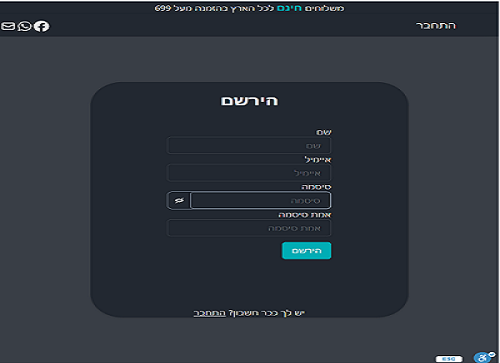 משלוחים חינם לכל הארץ בהזמנה מעל 699
התחבר
הירשם
שם
שם
אימייל
אימייל
סיסמה
סיסמה
אמת סיסמה
אמת סיסמה
הירשם
יש לך כבר חשבון? התחבר
ESC